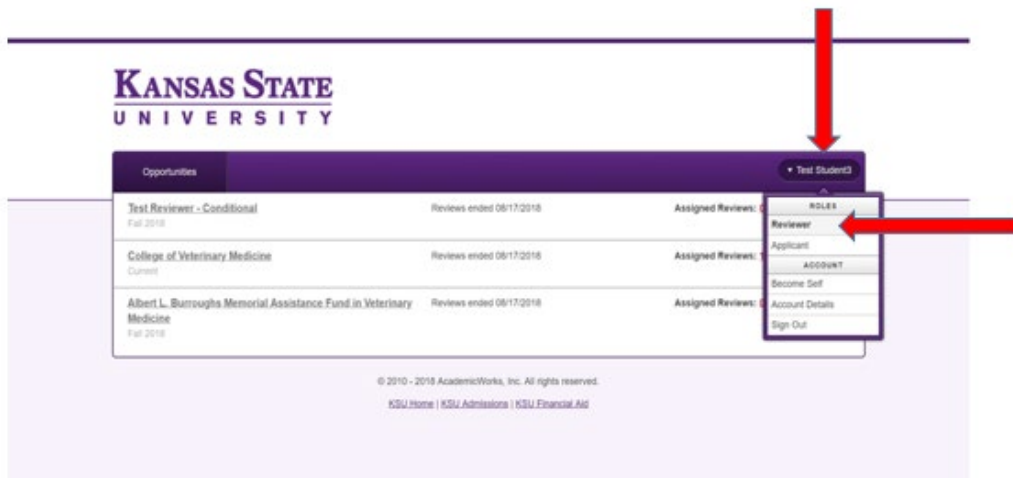 KANSAS STATE
UNIVERSITY
Opportunities
▾ Test Student3
Test Reviewer - Conditional
Fall 2018
Reviews ended 08/17/2018
Assigned Reviews:
College of Veterinary Medicine
Current
Reviews ended 08/17/2018
Assigned Reviews:
Albert L. Burroughs Memorial Assistance Fund in Veterinary
Medicine
Fall 2018
Reviews ended 08/17/2018
Assigned Reviews:
ROLES
Reviewer
Applicant
ACCOUNT
Become Self
Account Details
Sign Out
© 2010 - 2018 AcademicWorks, Inc. All rights reserved.
KSU Home | KSU Admissions | KSU Financial Aid